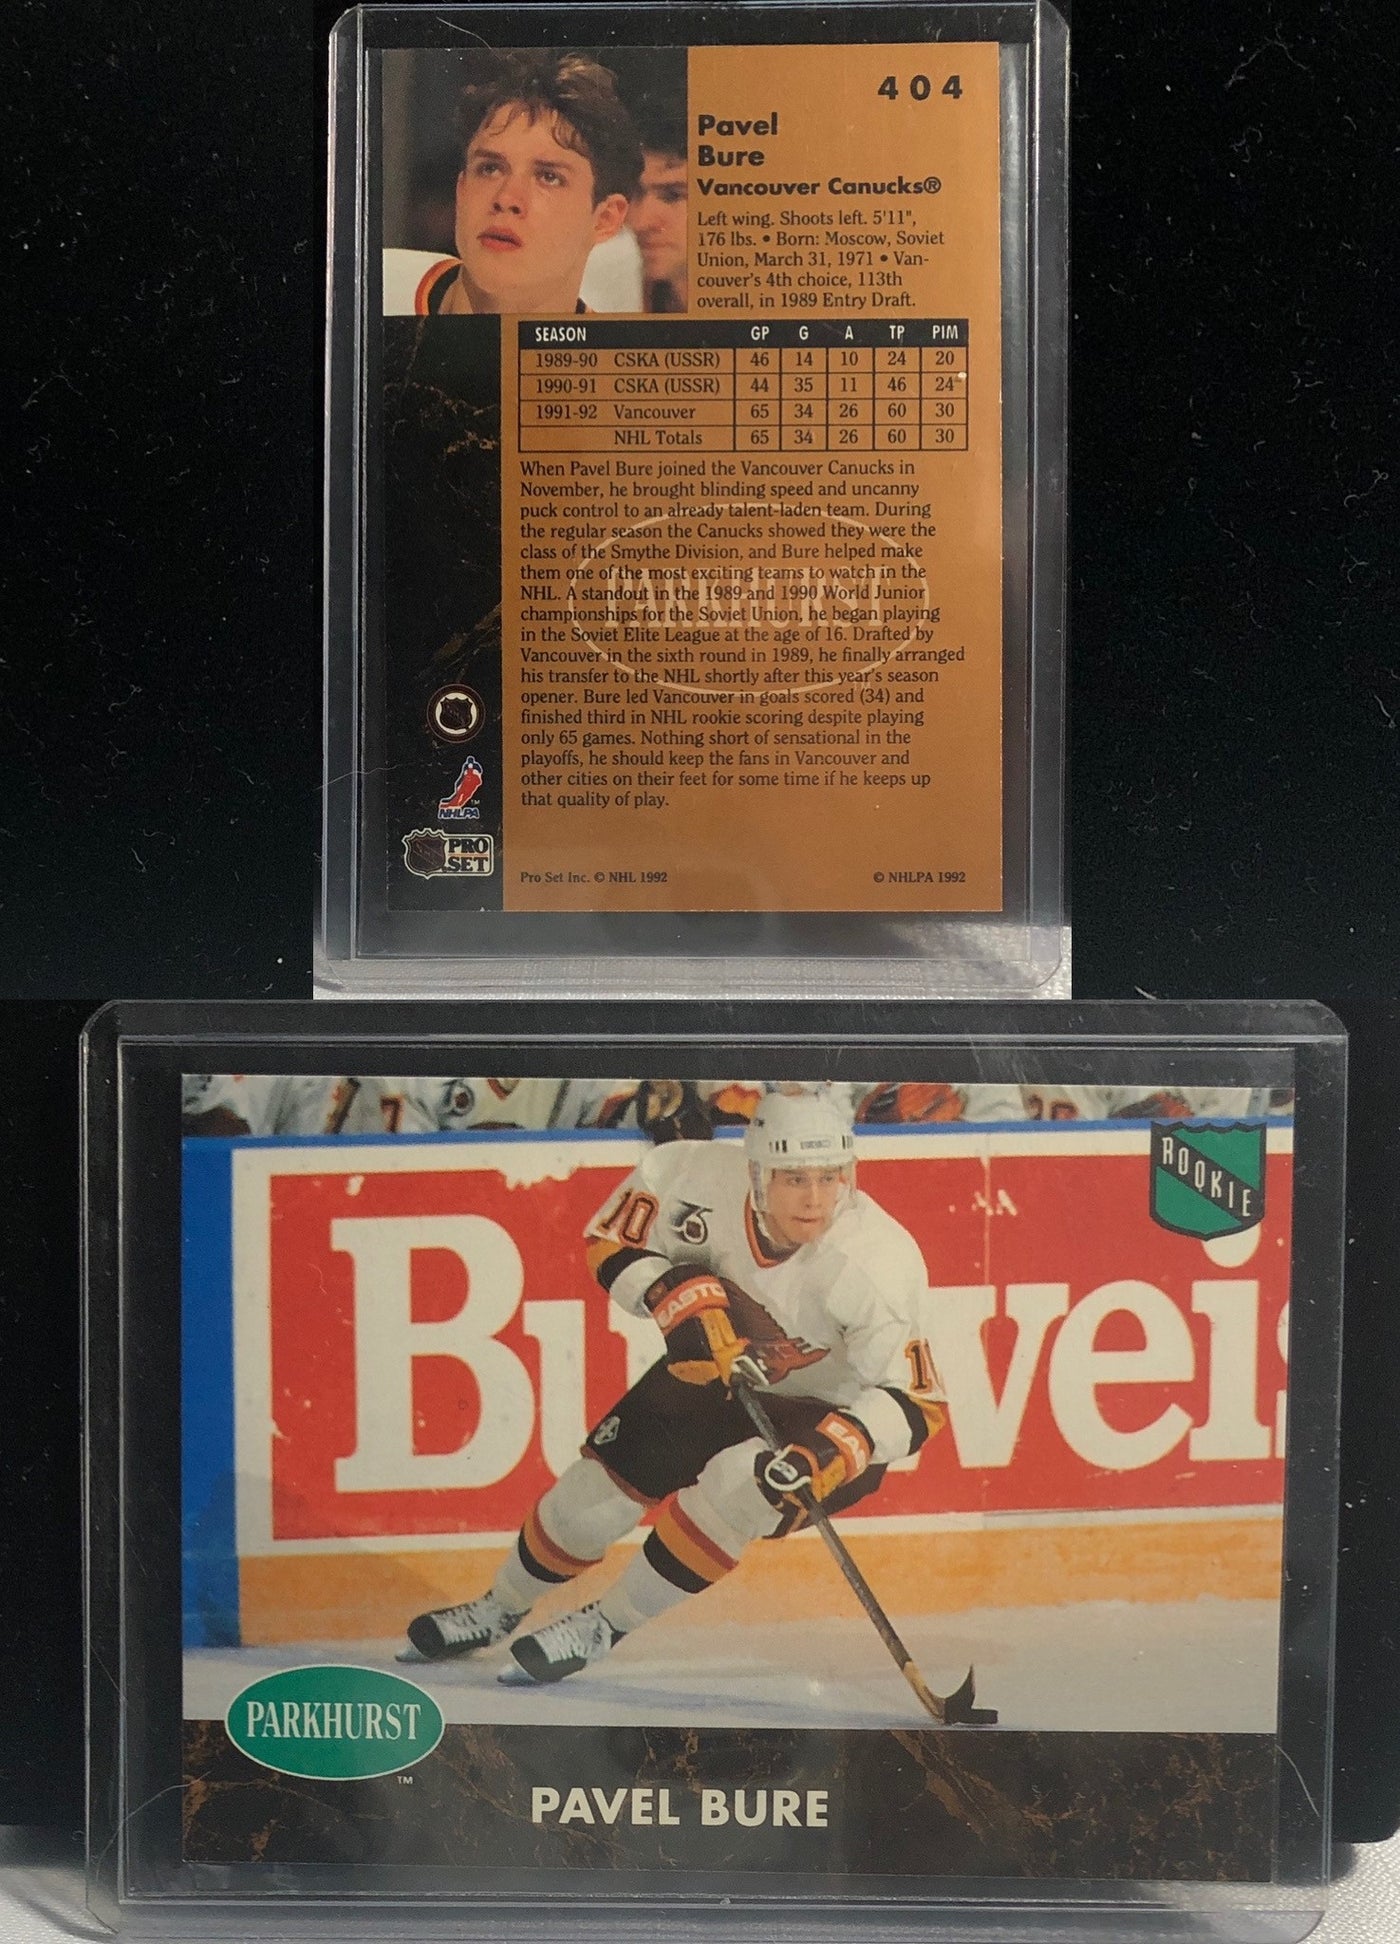 404
Pavel
Bure
Vancouver Canucks®
Left wing. Shoots left. 5'11",
176 lbs. • Born: Moscow, Soviet
Union, March 31, 1971 • Van-
couver's 4th choice, 113th
overall, in 1989 Entry Draft.
SEASON GP G A TP PIM
1989-90 CSKA (USSR) 46 14 10 24 20
1990-91 CSKA (USSR) 44 35 11 46 24
1991-92 Vancouver 65 34 26 60 30
NHL Totals 65 34 26 60 30
When Pavel Bure joined the Vancouver Canucks in
November, he brought blinding speed and uncanny
puck control to an already talent-laden team. During
the regular season the Canucks showed they were the
class of the Smythe Division, and Bure helped make
them one of the most exciting teams to watch in the
NHL. A standout in the 1989 and 1990 World Junior
championships for the Soviet Union, he began playing
in the Soviet Elite League at the age of 16. Drafted by
Vancouver in the sixth round in 1989, he finally arranged
his transfer to the NHL shortly after this year's season
opener. Bure led Vancouver in goals scored (34) and
finished third in NHL rookie scoring despite playing
only 65 games. Nothing short of sensational in the
playoffs, he should keep the fans in Vancouver and
other cities on their feet for some time if he keeps up
that quality of play.
PARKHURST
NHLPA™
PRO
SET
Pro Set Inc. © NHL 1992 © NHLPA 1992
ROOKIE
7
10
75
EASTO
Bu wei
10
EAS
PARKHURST
™
PAVEL BURE